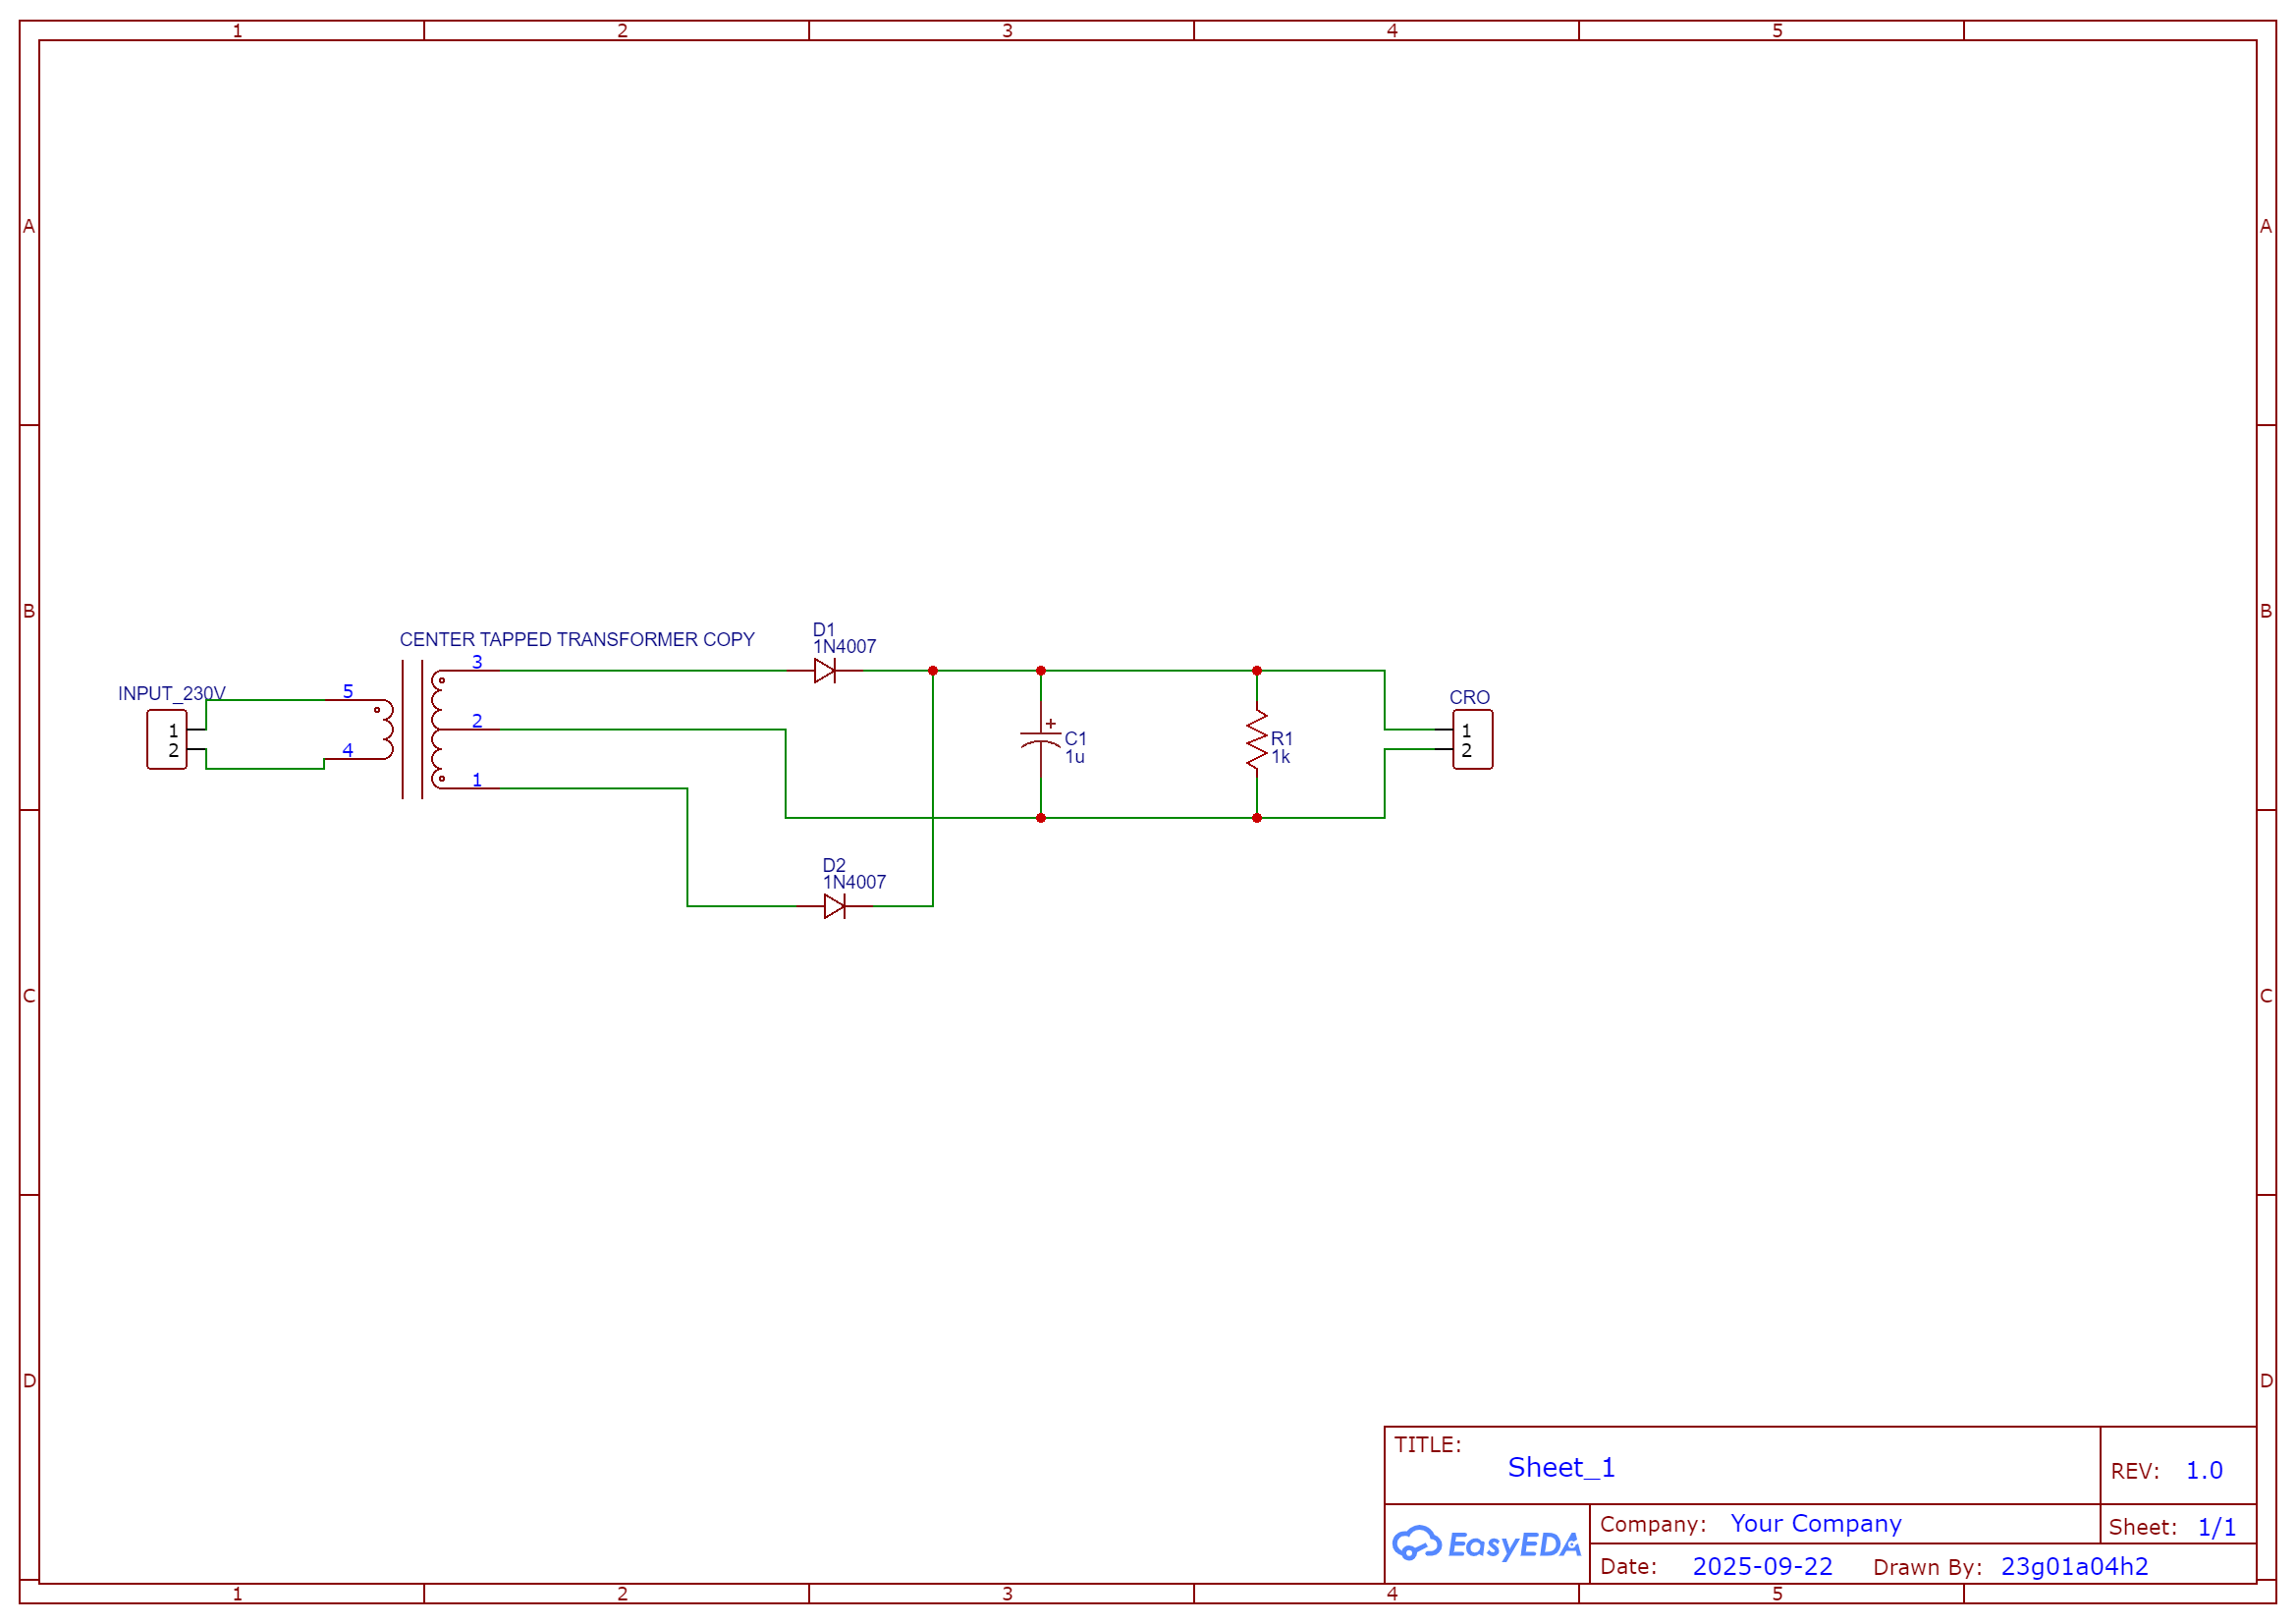 1 2 3 4 5
A A
B B
D1
1N4007
CENTER TAPPED TRANSFORMER COPY
3
INPUT_230V
5
CRO
2
1
2
4
+
C1
1u
R1
1k
1
2
1
D2
1N4007
C C
D D
TITLE:
Sheet_1
REV: 1.0
EasyEDA
Company: Your Company
Sheet: 1/1
Date: 2025-09-22 Drawn By: 23g01a04h2
1 2 3 4 5